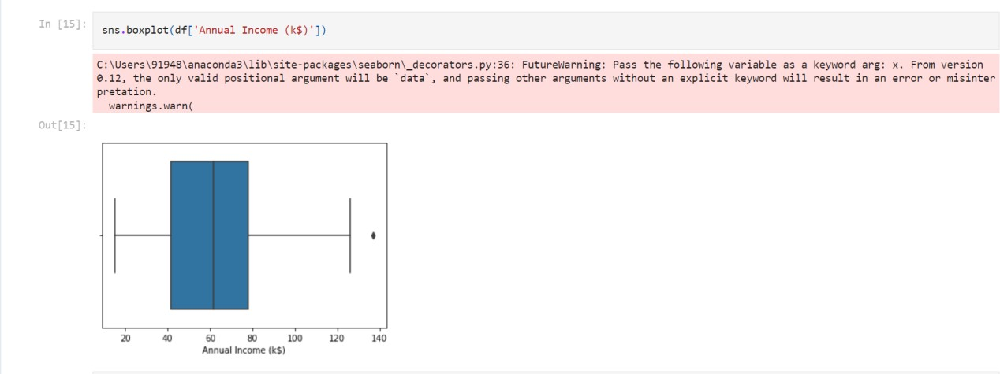 In [15]:
sns.boxplot(df['Annual Income (k$)'])
C:\Users\91948\anaconda3\lib\site-packages\seaborn\_decorators.py:36: FutureWarning: Pass the following variable as a keyword arg: x. From version
0.12, the only valid positional argument will be `data`, and passing other arguments without an explicit keyword will result in an error or misinter
pretation.
warnings.warn(
Out[15]:
20 40 60 80 100 120 140
Annual Income (k$)